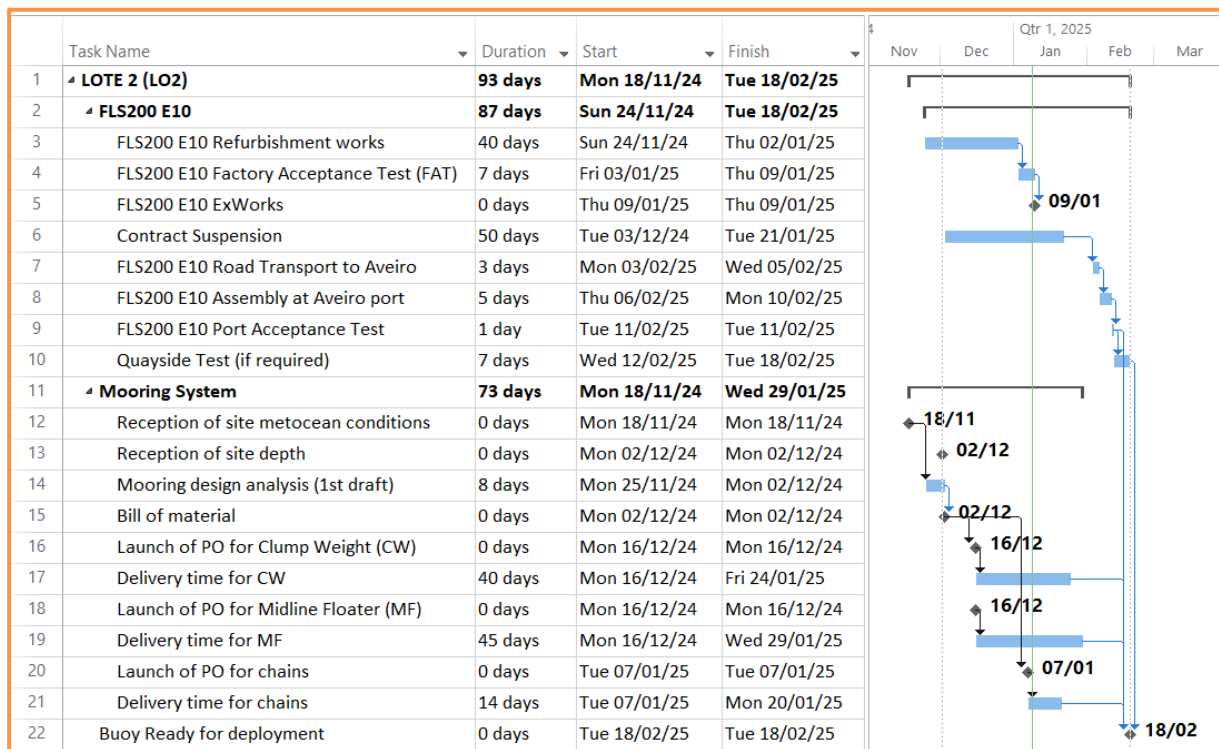 4 Qtr 1, 2025
Task Name Duration Start Finish Nov Dec Jan Feb Mar
1 LOTE 2 (LO2) 93 days Mon 18/11/24 Tue 18/02/25
2 FLS200 E10 87 days Sun 24/11/24 Tue 18/02/25
3 FLS200 E10 Refurbishment works 40 days Sun 24/11/24 Thu 02/01/25
4 FLS200 E10 Factory Acceptance Test (FAT) 7 days Fri 03/01/25 Thu 09/01/25
5 FLS200 E10 ExWorks 0 days Thu 09/01/25 Thu 09/01/25 09/01
6 Contract Suspension 50 days Tue 03/12/24 Tue 21/01/25
7 FLS200 E10 Road Transport to Aveiro 3 days Mon 03/02/25 Wed 05/02/25
8 FLS200 E10 Assembly at Aveiro port 5 days Thu 06/02/25 Mon 10/02/25
9 FLS200 E10 Port Acceptance Test 1 day Tue 11/02/25 Tue 11/02/25
10 Quayside Test (if required) 7 days Wed 12/02/25 Tue 18/02/25
11 Mooring System 73 days Mon 18/11/24 Wed 29/01/25
12 Reception of site metocean conditions 0 days Mon 18/11/24 Mon 18/11/24 18/11
13 Reception of site depth 0 days Mon 02/12/24 Mon 02/12/24 02/12
14 Mooring design analysis (1st draft) 8 days Mon 25/11/24 Mon 02/12/24
15 Bill of material 0 days Mon 02/12/24 Mon 02/12/24 02/12
16 Launch of PO for Clump Weight (CW) 0 days Mon 16/12/24 Mon 16/12/24 16/12
17 Delivery time for CW 40 days Mon 16/12/24 Fri 24/01/25
18 Launch of PO for Midline Floater (MF) 0 days Mon 16/12/24 Mon 16/12/24 16/12
19 Delivery time for MF 45 days Mon 16/12/24 Wed 29/01/25
20 Launch of PO for chains 0 days Tue 07/01/25 Tue 07/01/25 07/01
21 Delivery time for chains 14 days Tue 07/01/25 Mon 20/01/25
22 Buoy Ready for deployment 0 days Tue 18/02/25 Tue 18/02/25 18/02